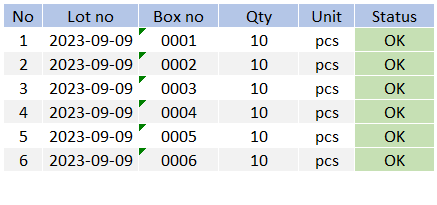 No Lot no Box no Qty Unit Status
1 2023-09-09 0001 10 pcs OK
2 2023-09-09 0002 10 pcs OK
3 2023-09-09 0003 10 pcs OK
4 2023-09-09 0004 10 pcs OK
5 2023-09-09 0005 10 pcs OK
6 2023-09-09 0006 10 pcs OK